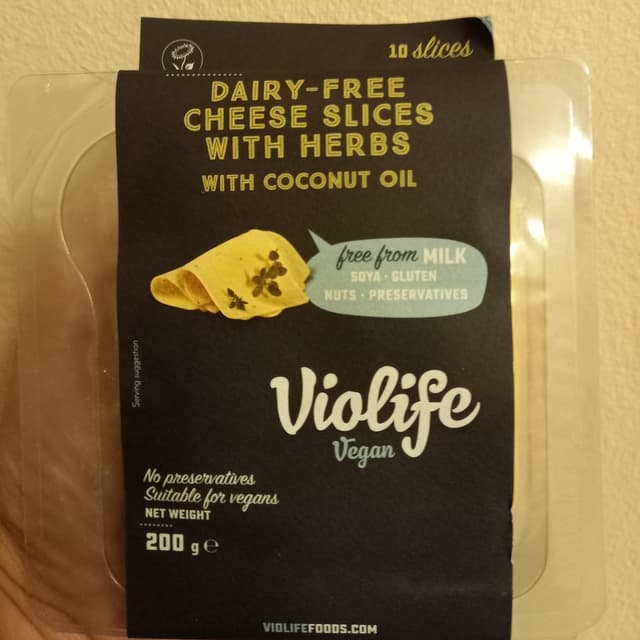 10 slices
DAIRY-FREE
CHEESE SLICES
WITH HERBS
WITH COCONUT OIL
free from MILK
SOYA · GLUTEN
NUTS · PRESERVATIVES
Serving suggestion
Violife
Vegan
No preservatives
Suitable for vegans
NET WEIGHT
200 g ℮
VIOLIFEFOODS.COM